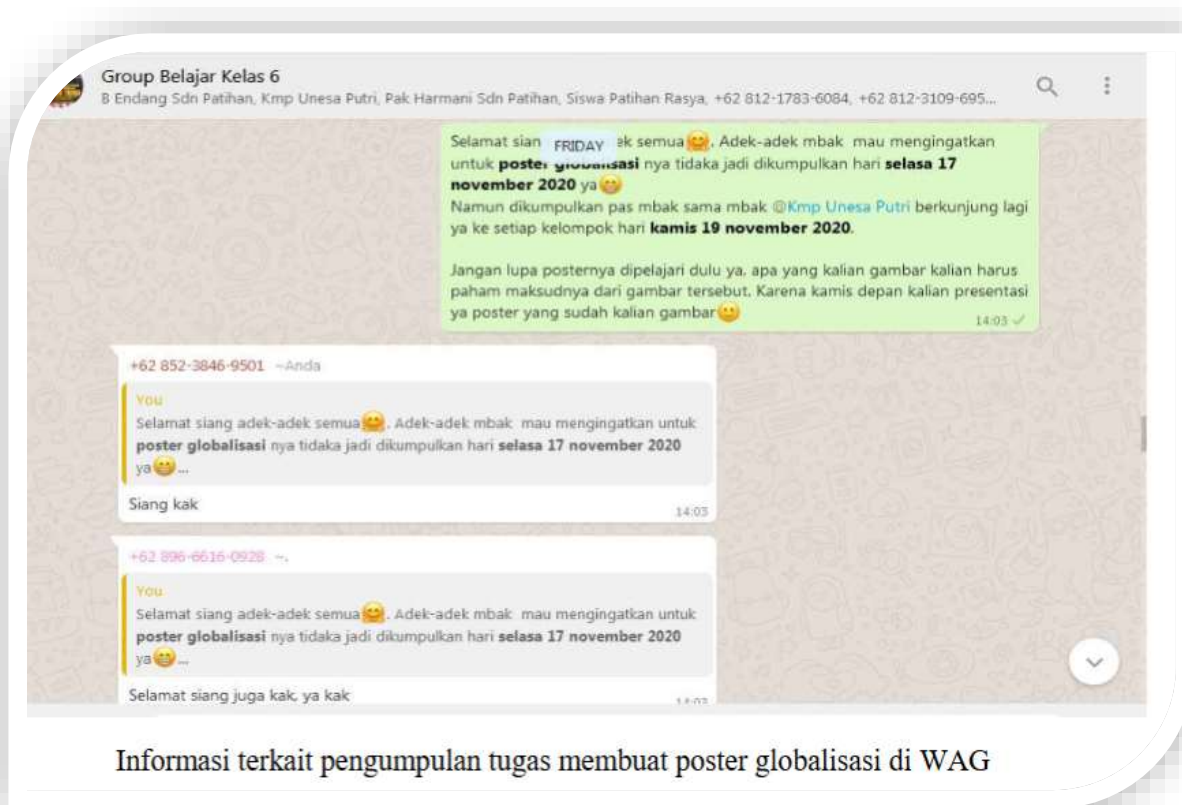 Group Belajar Kelas 6
B Endang Sdn Patihan, Kmp Unesa Putri, Pak Harmani Sdn Patihan, Siswa Patihan Rasya, +62 812-1783-6084, +62 812-3109-695...
FRIDAY
Selamat sian ek semua🤗. Adek-adek mbak mau mengingatkan
untuk poster globalisasi nya tidaka jadi dikumpulkan hari selasa 17
november 2020 ya😁
Namun dikumpulkan pas mbak sama mbak @Kmp Unesa Putri berkunjung lagi
ya ke setiap kelompok hari kamis 19 november 2020.
Jangan lupa posternya dipelajari dulu ya, apa yang kalian gambar kalian harus
paham maksudnya dari gambar tersebut. Karena kamis depan kalian presentasi
ya poster yang sudah kalian gambar🙂
14:03
+62 852-3846-9501 ~Anda
You
Selamat siang adek-adek semua🤗. Adek-adek mbak mau mengingatkan untuk
poster globalisasi nya tidaka jadi dikumpulkan hari selasa 17 november 2020
ya😁...
Siang kak
14:03
+62 896-6616-0928 ~.
You
Selamat siang adek-adek semua🤗. Adek-adek mbak mau mengingatkan untuk
poster globalisasi nya tidaka jadi dikumpulkan hari selasa 17 november 2020
ya😁...
Selamat siang juga kak, ya kak
14:03
Informasi terkait pengumpulan tugas membuat poster globalisasi di WAG